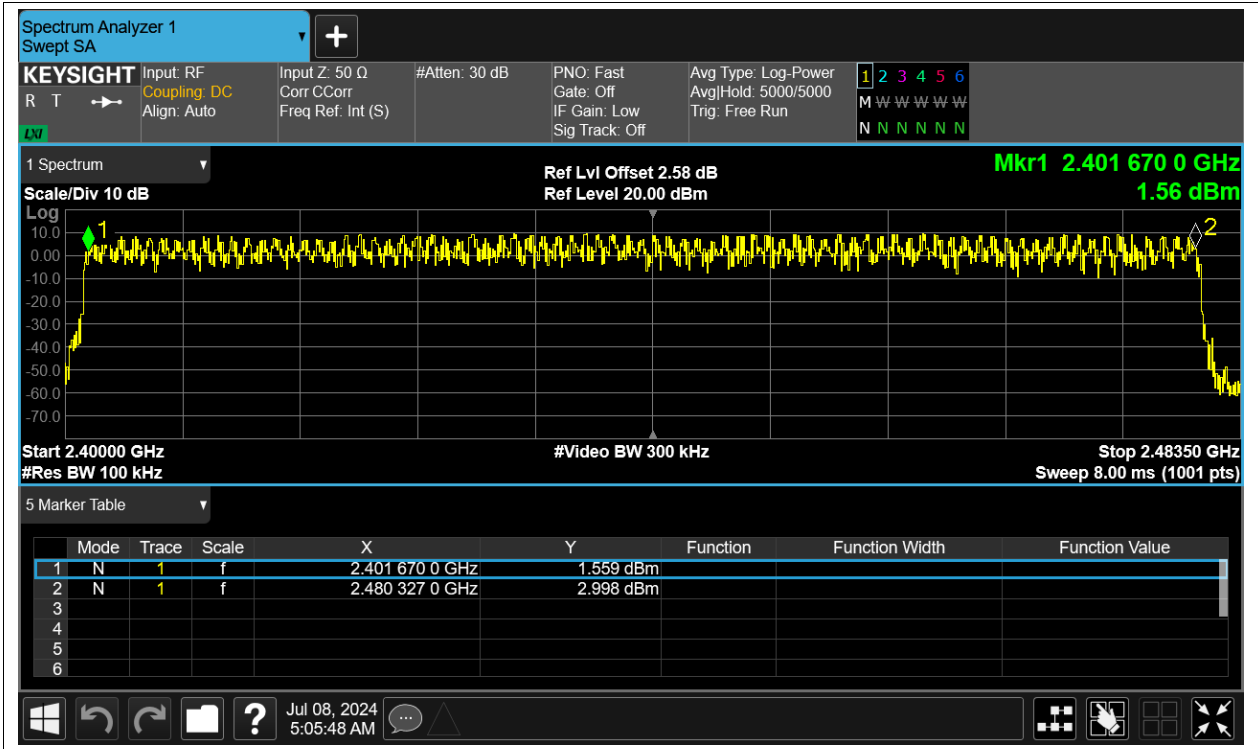 Spectrum Analyzer 1
Swept SA
KEYSIGHT Input: RF Input Z: 50 Ω #Atten: 30 dB PNO: Fast Avg Type: Log-Power 1 2 3 4 5 6
R T Coupling: DC Corr CCorr Gate: Off Avg|Hold: 5000/5000 M W W W W W
Align: Auto Freq Ref: Int (S) IF Gain: Low Trig: Free Run
LXI Sig Track: Off N N N N N N
1 Spectrum Ref Lvl Offset 2.58 dB Mkr1 2.401 670 0 GHz
Scale/Div 10 dB Ref Level 20.00 dBm 1.56 dBm
Log
1 2
10.0
0.00
-10.0
-20.0
-30.0
-40.0
-50.0
-60.0
-70.0
Start 2.40000 GHz #Video BW 300 kHz Stop 2.48350 GHz
#Res BW 100 kHz Sweep 8.00 ms (1001 pts)
5 Marker Table
Mode Trace Scale X Y Function Function Width Function Value
1 N 1 f 2.401 670 0 GHz 1.559 dBm
2 N 1 f 2.480 327 0 GHz 2.998 dBm
3
4
5
6
? Jul 08, 2024
5:05:48 AM